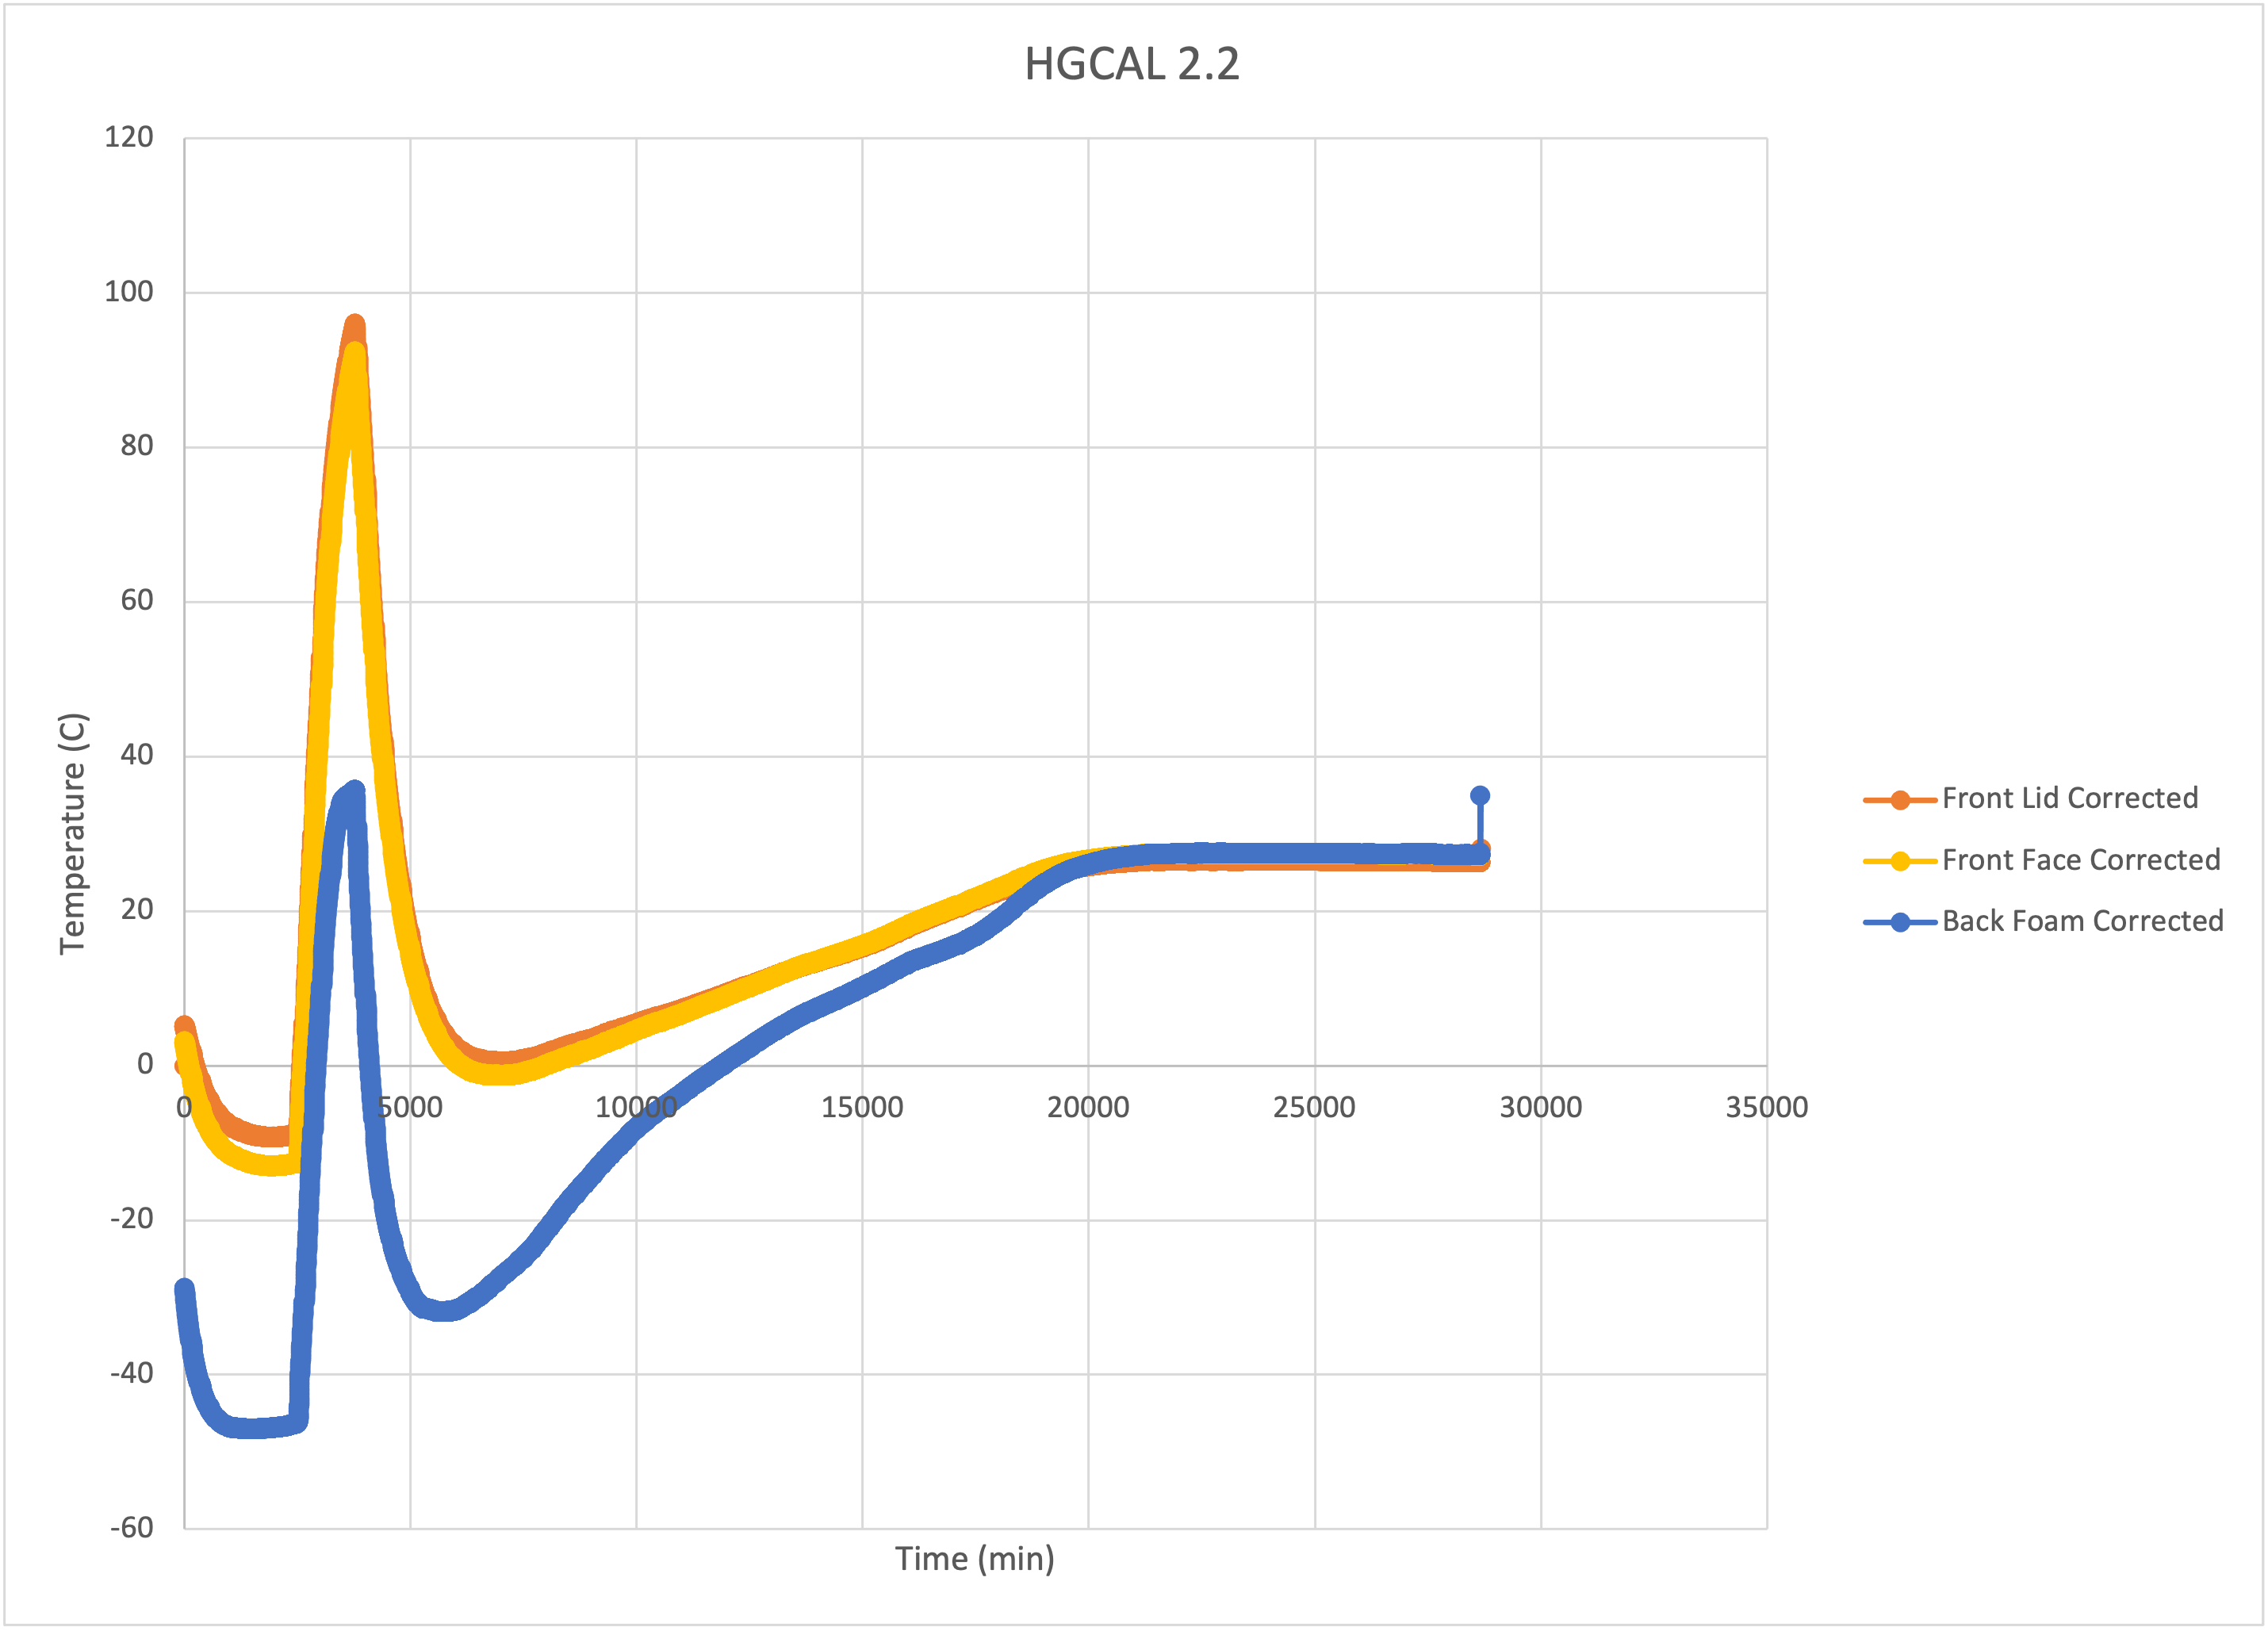 HGCAL 2.2
120
100
80
60
40
20
0
-20
-40
-60
0 5000 10000 15000 20000 25000 30000 35000
Temperature (C)
Time (min)
Front Lid Corrected
Front Face Corrected
Back Foam Corrected